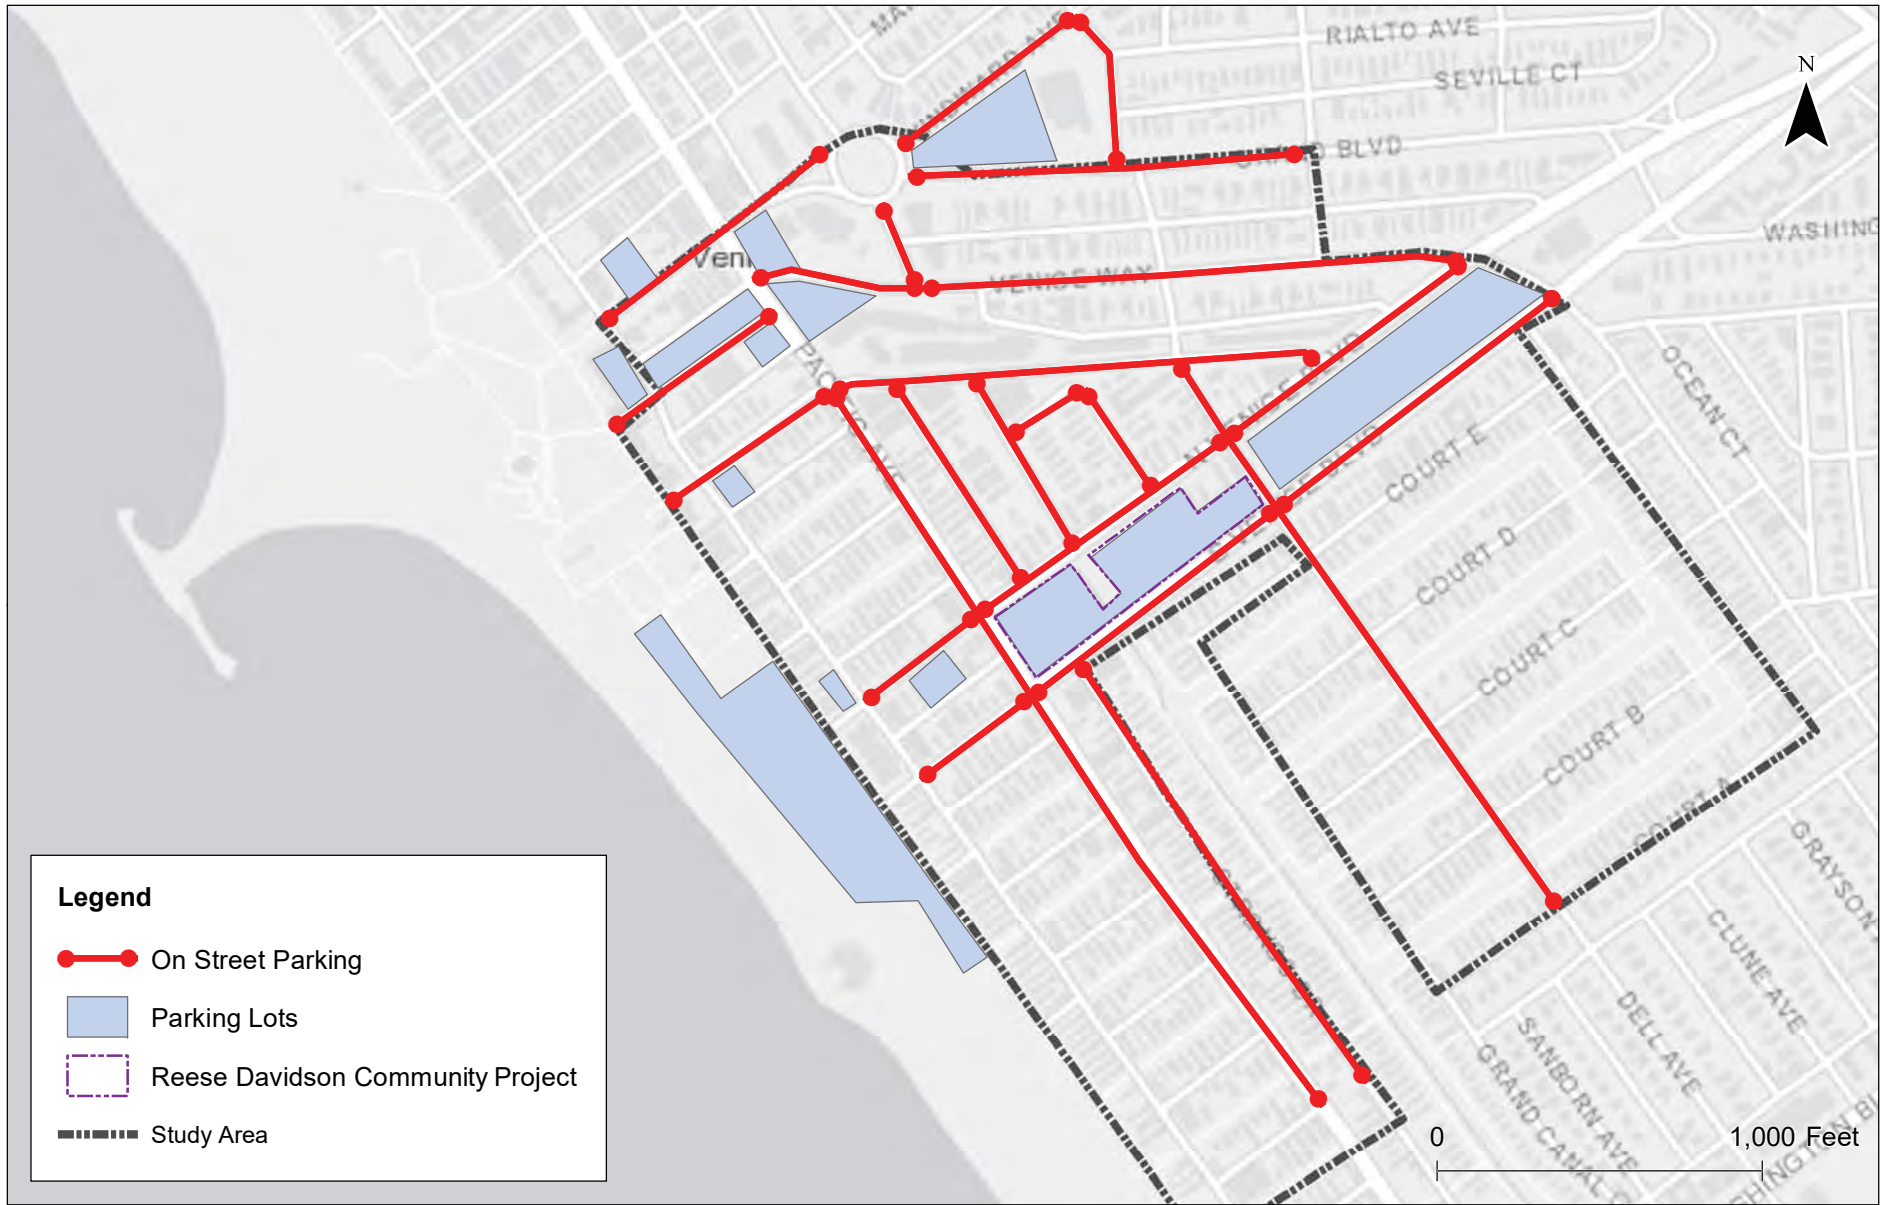 RIALTO AVE
SEVILLE CT
N
BLVD
Veni
VENICE WAY
OCEAN CT
COURT E
COURT D
COURT C
COURT B
COURT A
CLUNE AVE
DELL AVE
SANBORN AVE
GRAND CANAL
GRAYSON
Legend
On Street Parking
Parking Lots
Reese Davidson Community Project
Study Area
0
1,000 Feet